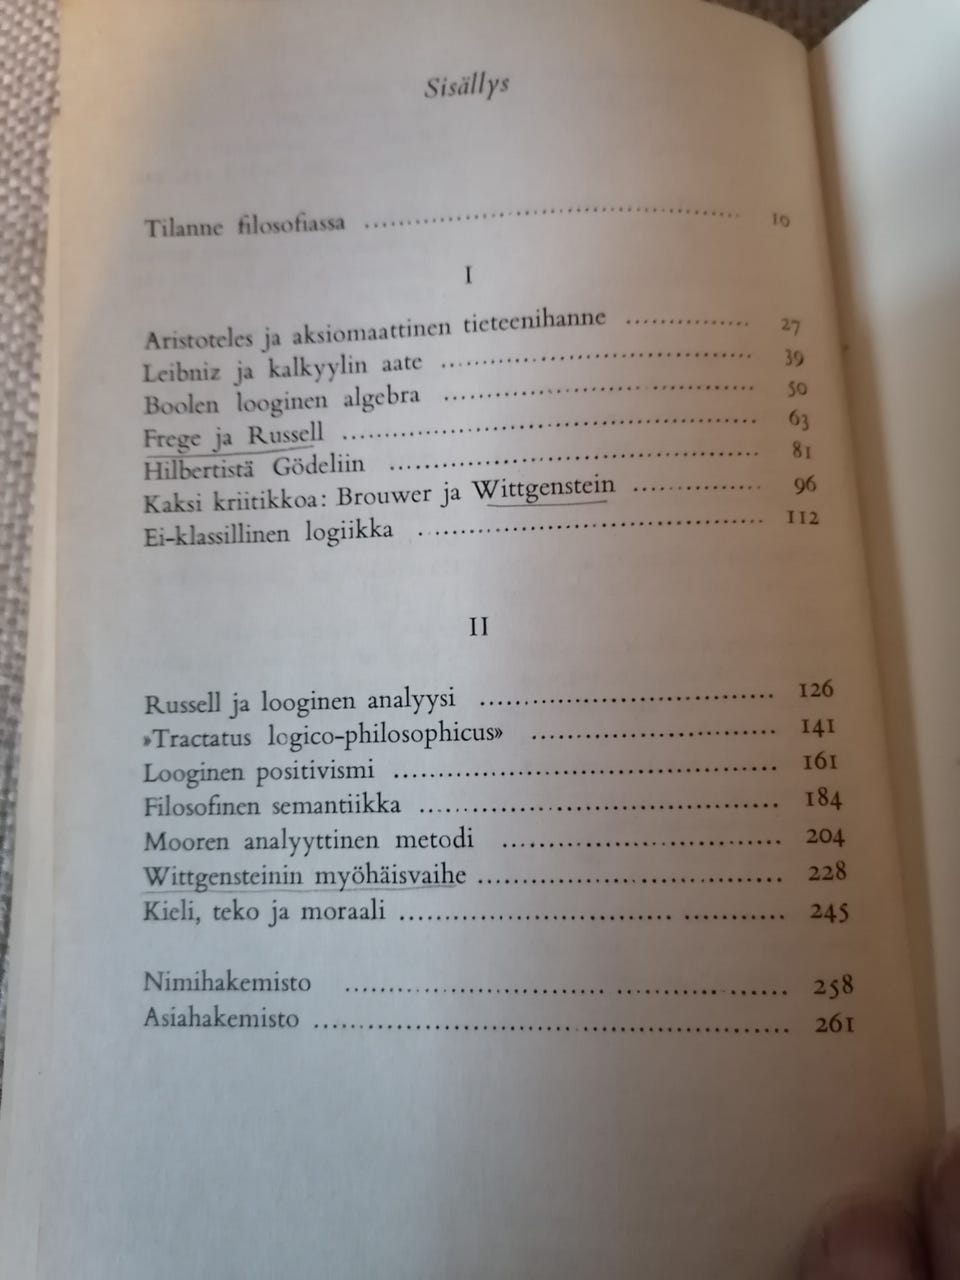 Sisällys
Tilanne filosofiassa ........................................ 19
I
Aristoteles ja aksiomaattinen tieteenihanne ............... 27
Leibniz ja kalkyylin aate .................................... 39
Boolen looginen algebra .................................... 50
Frege ja Russell ............................................... 63
Hilbertistä Gödeliin .......................................... 81
Kaksi kriitikkoa: Brouwer ja Wittgenstein ............... 96
Ei-klassillinen logiikka ....................................... 112
II
Russell ja looginen analyysi ................................. 126
»Tractatus logico-philosophicus» ........................... 141
Looginen positivismi .......................................... 161
Filosofinen semantiikka ....................................... 184
Mooren analyyttinen metodi ................................. 204
Wittgensteinin myöhäisvaihe ................................. 228
Kieli, teko ja moraali .......................................... 245
Nimihakemisto ................................................ 258
Asiahakemisto ................................................... 261